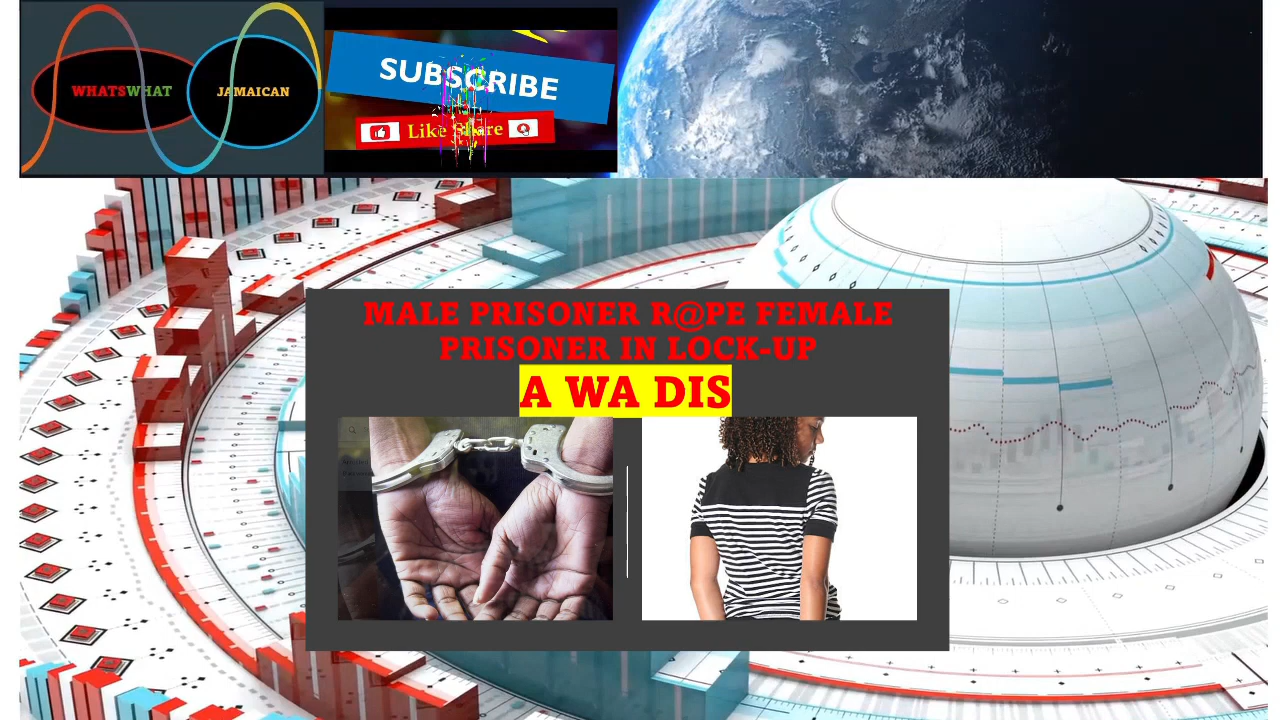 WHATSWHAT
JAMAICAN
SUBSCRIBE
Like Share
MALE PRISONER R@PE FEMALE
PRISONER IN LOCK-UP
A WA DIS